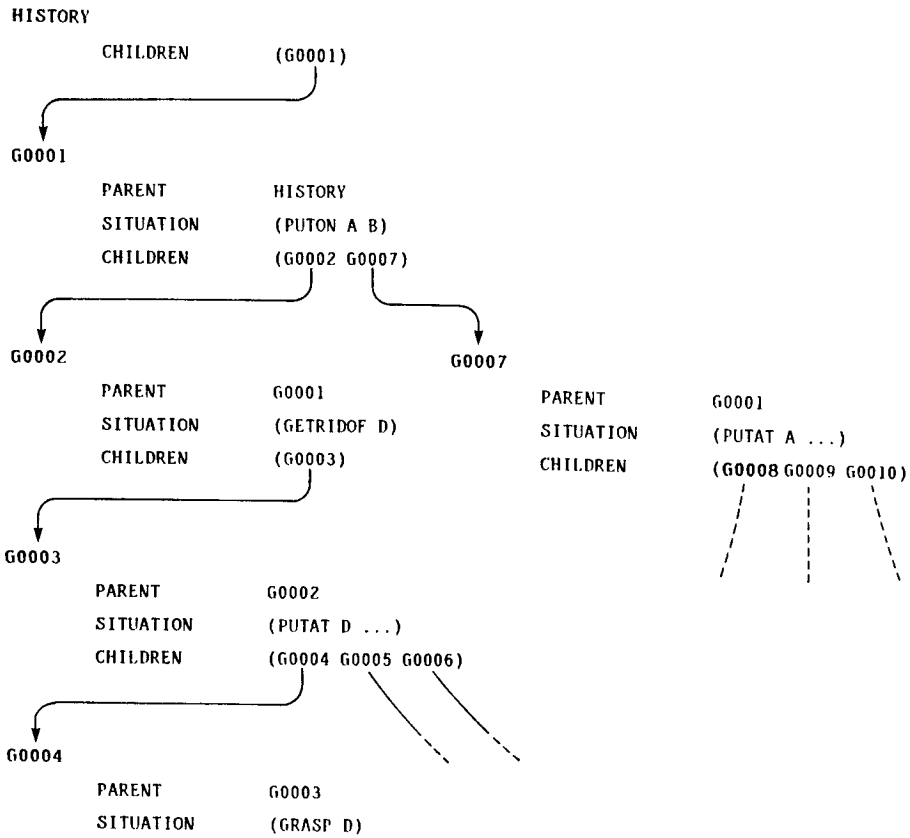 HISTORY
CHILDREN (G0001)
G0001
PARENT HISTORY
SITUATION (PUTON A B)
CHILDREN (G0002 G0007)
G0002
PARENT G0001
SITUATION (GETRIDOF D)
CHILDREN (G0003)
G0007
PARENT G0001
SITUATION (PUTAT A ...)
CHILDREN (G0008 G0009 G0010)
G0003
PARENT G0002
SITUATION (PUTAT D ...)
CHILDREN (G0004 G0005 G0006)
G0004
PARENT G0003
SITUATION (GRASP D)